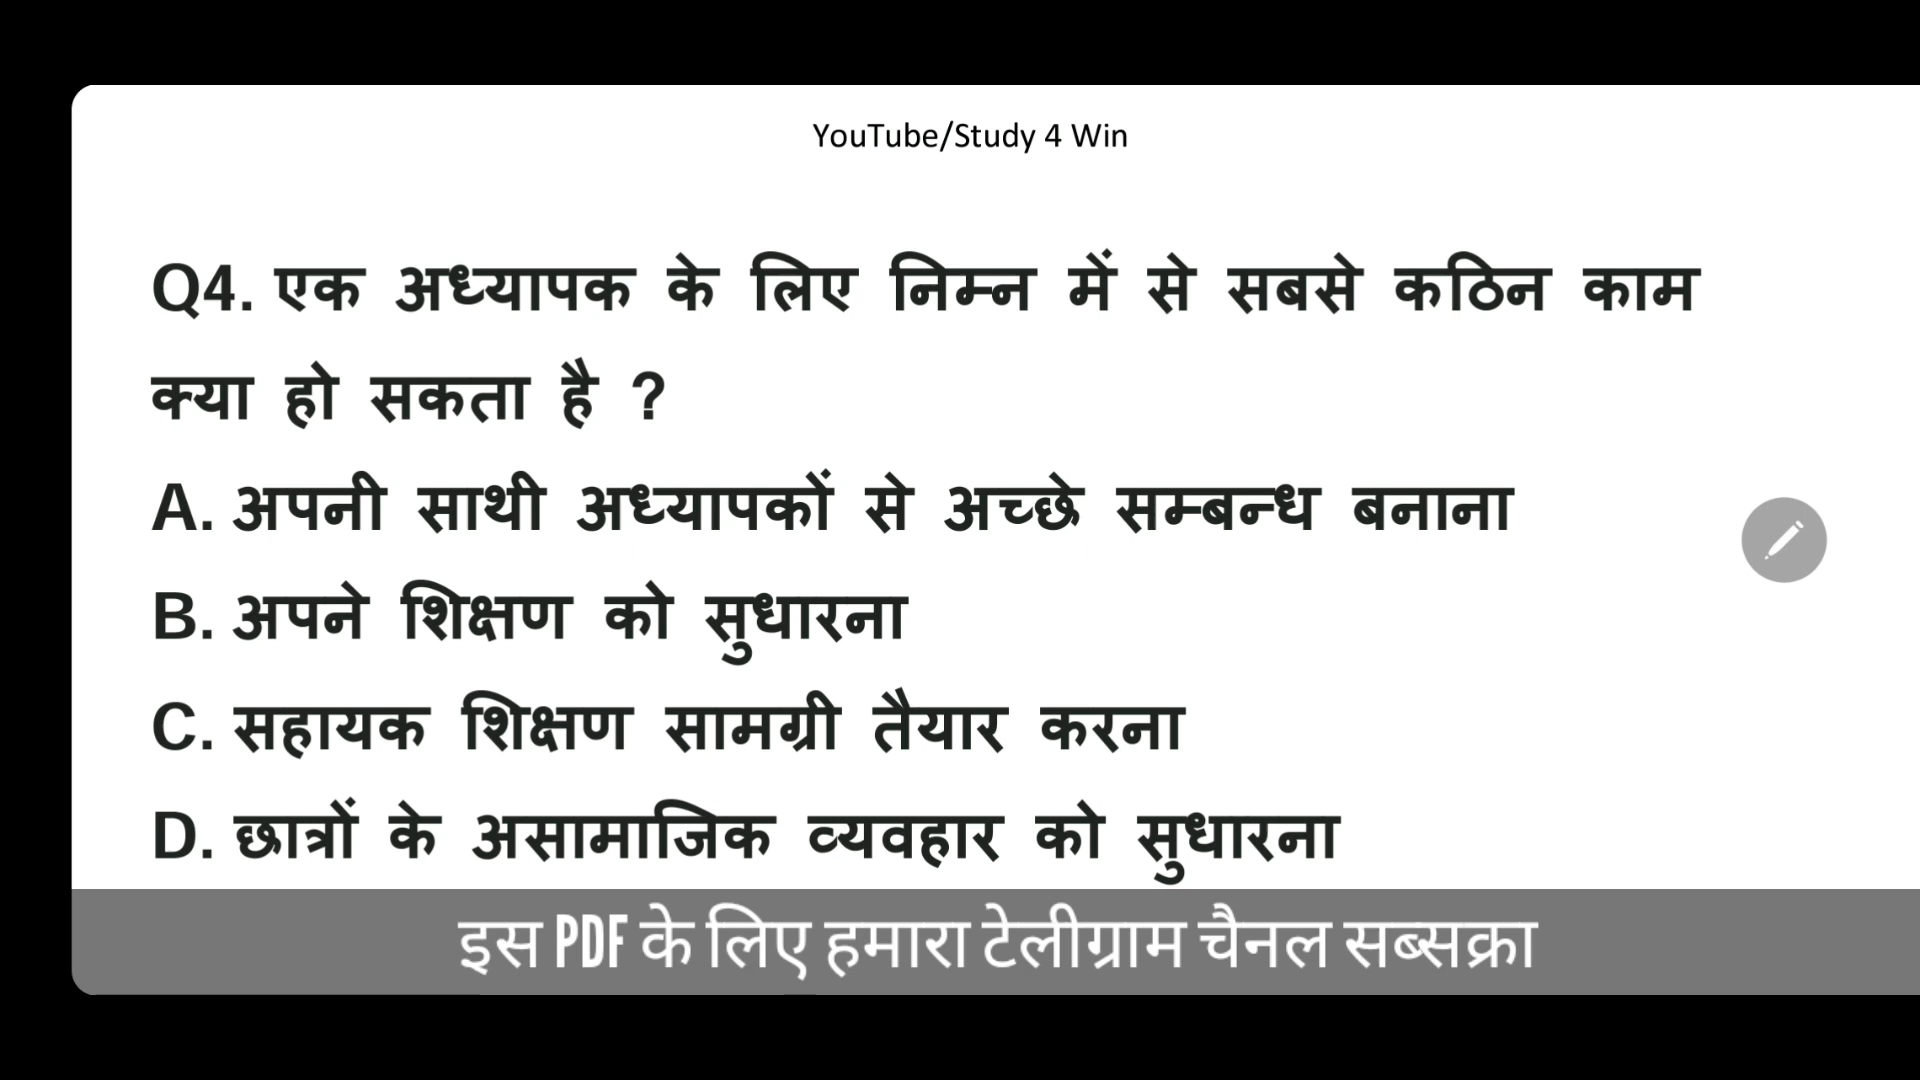 YouTube/Study 4 Win
Q4. एक अध्यापक के लिए निम्न में से सबसे कठिन काम
क्या हो सकता है ?
A. अपनी साथी अध्यापकों से अच्छे सम्बन्ध बनाना
B. अपने शिक्षण को सुधारना
C. सहायक शिक्षण सामग्री तैयार करना
D. छात्रों के असामाजिक व्यवहार को सुधारना
इस PDF के लिए हमारा टेलीग्राम चैनल सब्सक्रा